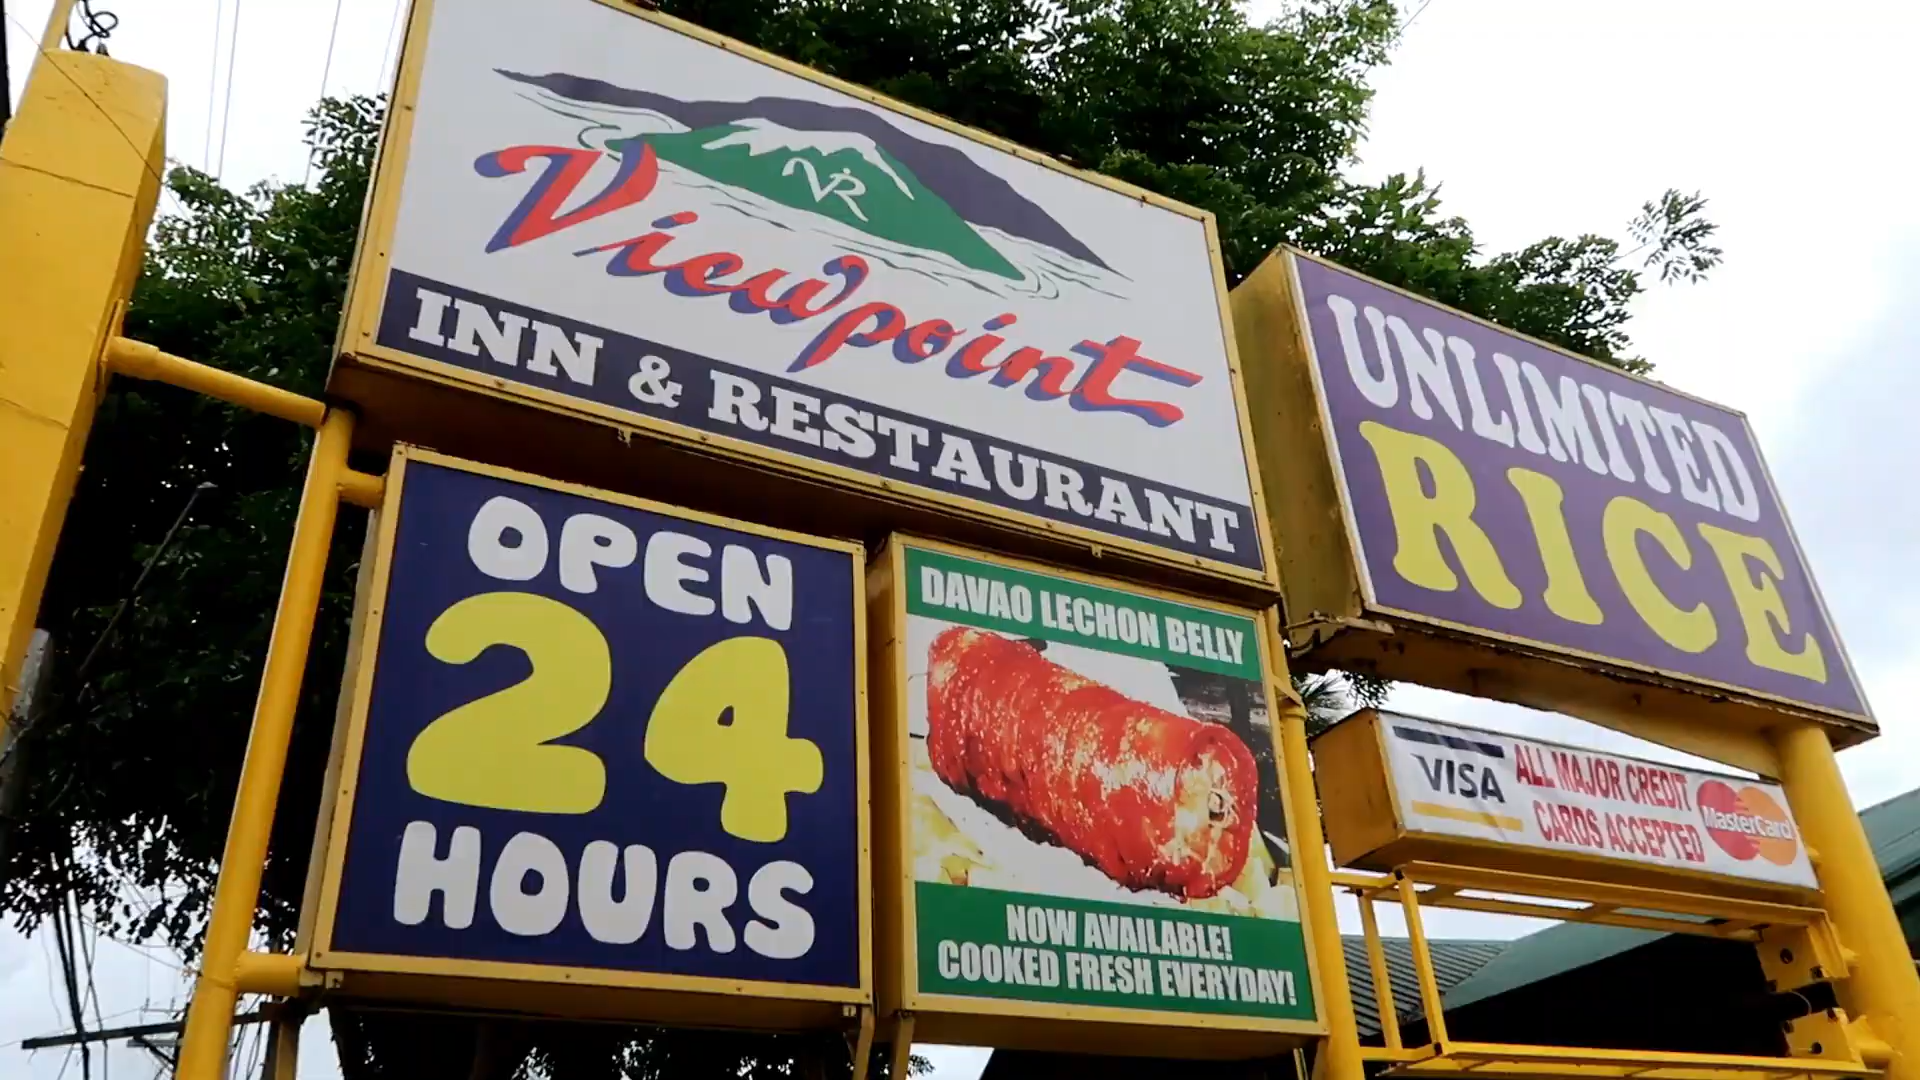 VR
Viewpoint
INN & RESTAURANT
OPEN
24
HOURS
DAVAO LECHON BELLY
NOW AVAILABLE!
COOKED FRESH EVERYDAY!
UNLIMITED
RICE
VISA
ALL MAJOR CREDIT
CARDS ACCEPTED
MasterCard